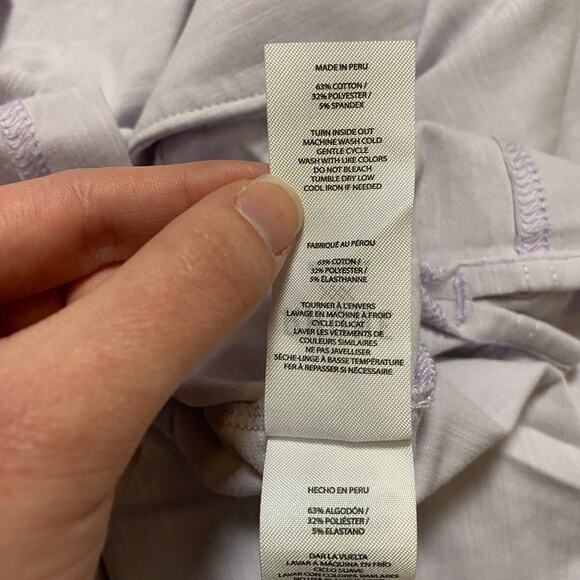 MADE IN PERU
63% COTTON /
32% POLYESTER /
5% SPANDEX
TURN INSIDE OUT
MACHINE WASH COLD
GENTLE CYCLE
WASH WITH LIKE COLORS
DO NOT BLEACH
TUMBLE DRY LOW
COOL IRON IF NEEDED
FABRIQUÉ AU PÉROU
63% COTON /
32% POLYESTER /
5% ÉLASTHANNE
TOURNER À L'ENVERS
LAVAGE EN MACHINE À FROID
CYCLE DÉLICAT
LAVER LES VÊTEMENTS DE
COULEURS SIMILAIRES
NE PAS JAVELLISER
SÈCHE-LINGE À BASSE TEMPÉRATURE
FER À REPASSER SI NÉCESSAIRE
HECHO EN PERU
63% ALGODÓN /
32% POLIÉSTER /
5% ELASTANO
DAR LA VUELTA
LAVAR A MÁQUINA EN FRÍO
CICLO SUAVE
LAVAR CON COLORES SIMILARES